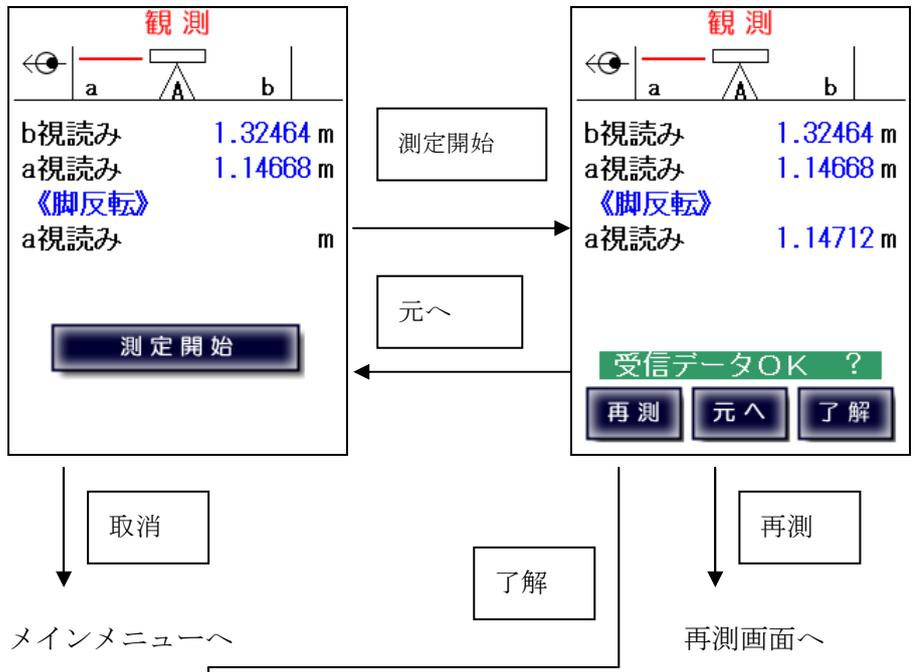 観測
a
A
b
b視読み 1.32464 m
a視読み 1.14668 m
《脚反転》
a視読み m
測定開始
測定開始
元へ
観測
a
A
b
b視読み 1.32464 m
a視読み 1.14668 m
《脚反転》
a視読み 1.14712 m
受信データOK ?
再測 元へ 了解
取消
メインメニューへ
了解
再測
再測画面へ